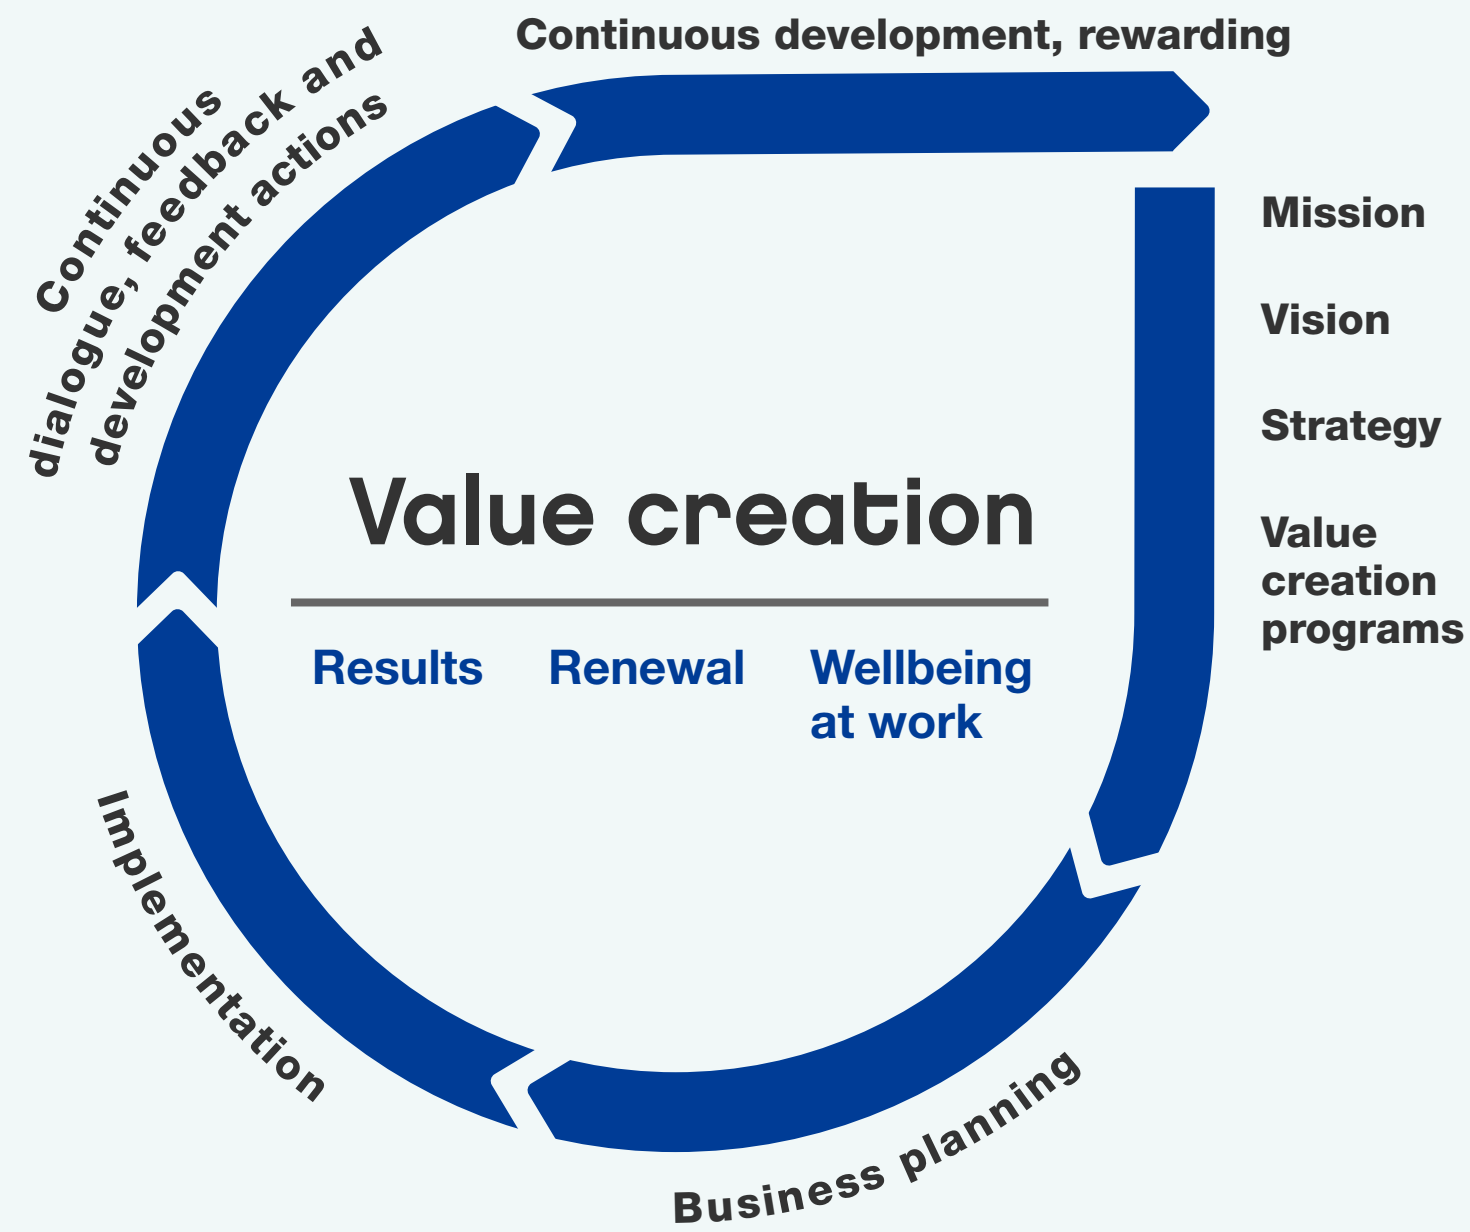 Continuous development, rewarding
Mission
Vision
Strategy
Value
creation
programs
Business planning
Implementation
Continuous
dialogue, feedback and
development actions
Value creation
Results
Renewal
Wellbeing
at work